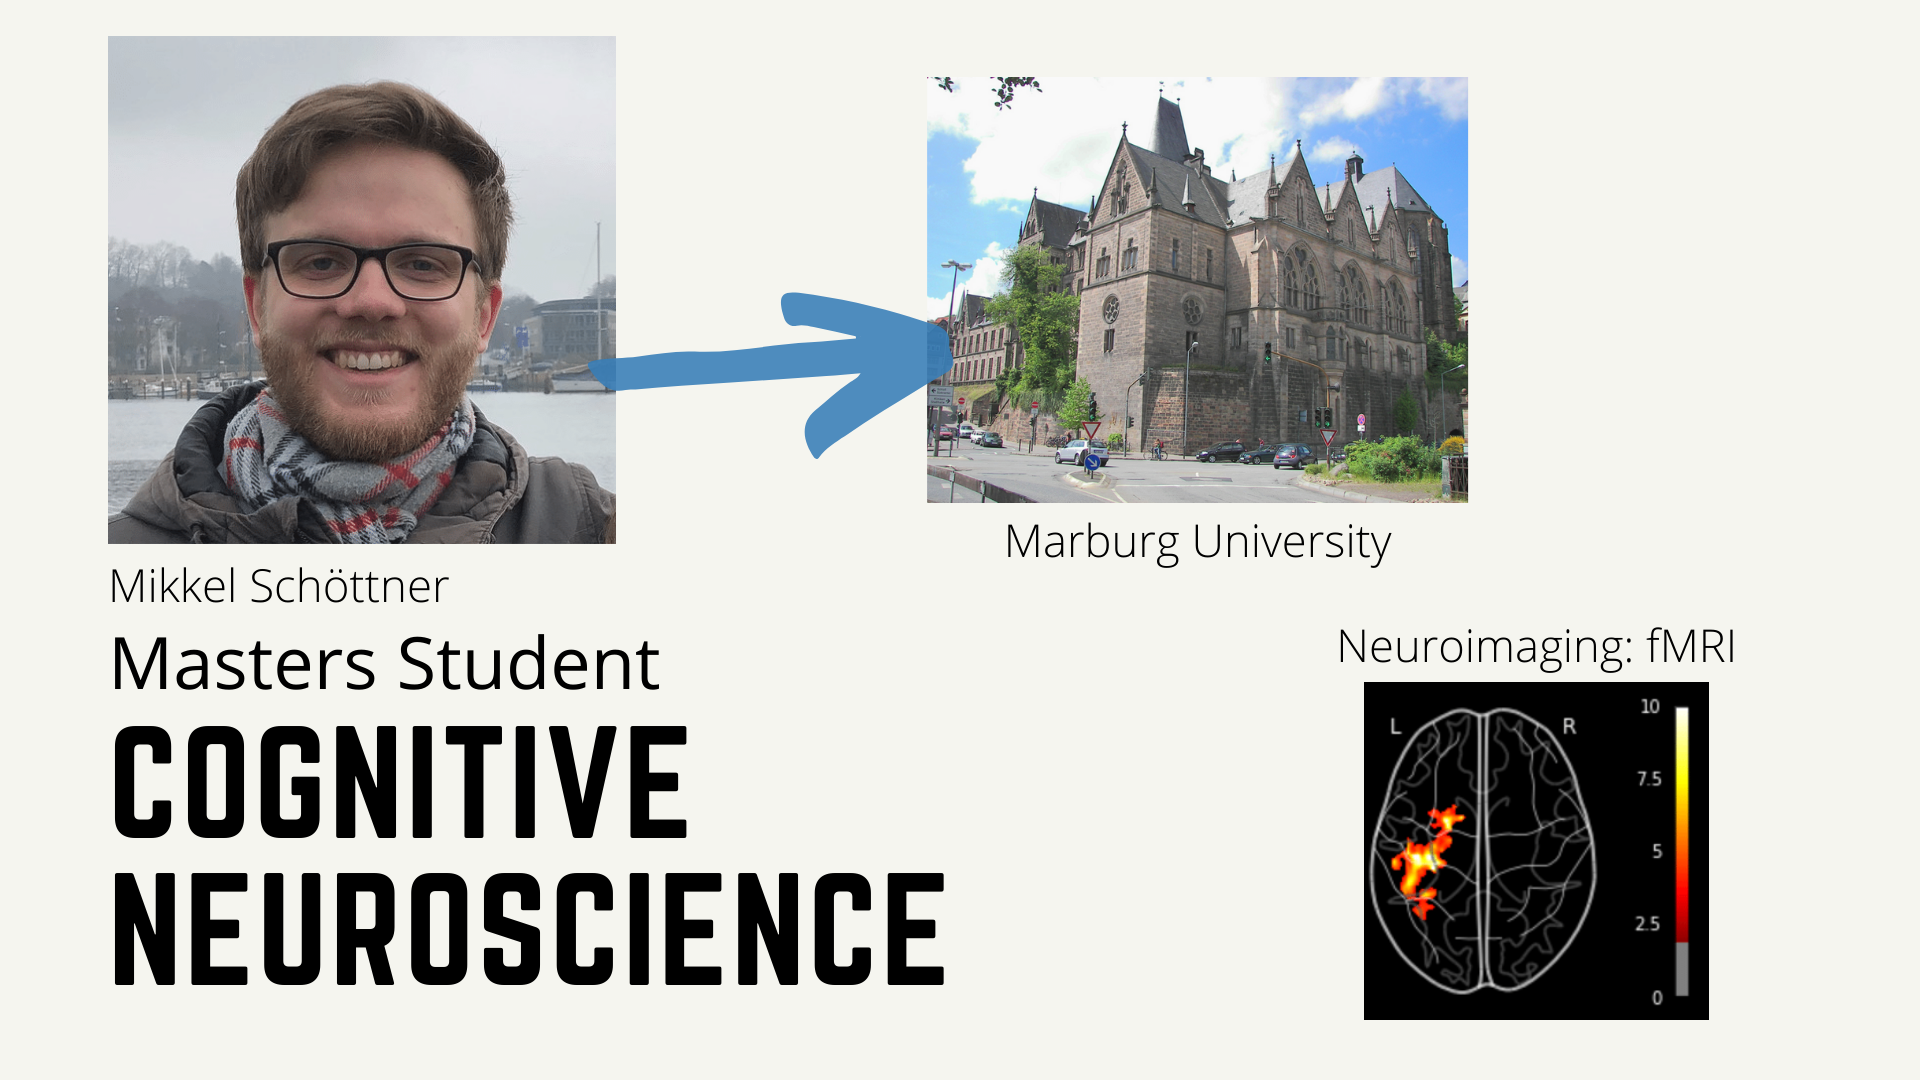 Mikkel Schöttner
Masters Student
COGNITIVE
NEUROSCIENCE
Marburg University
Neuroimaging: fMRI
L
R
10
7.5
5
2.5
0